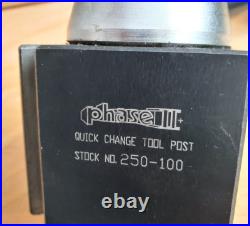 phase II+
QUICK CHANGE TOOL POST
STOCK NO. 250-100